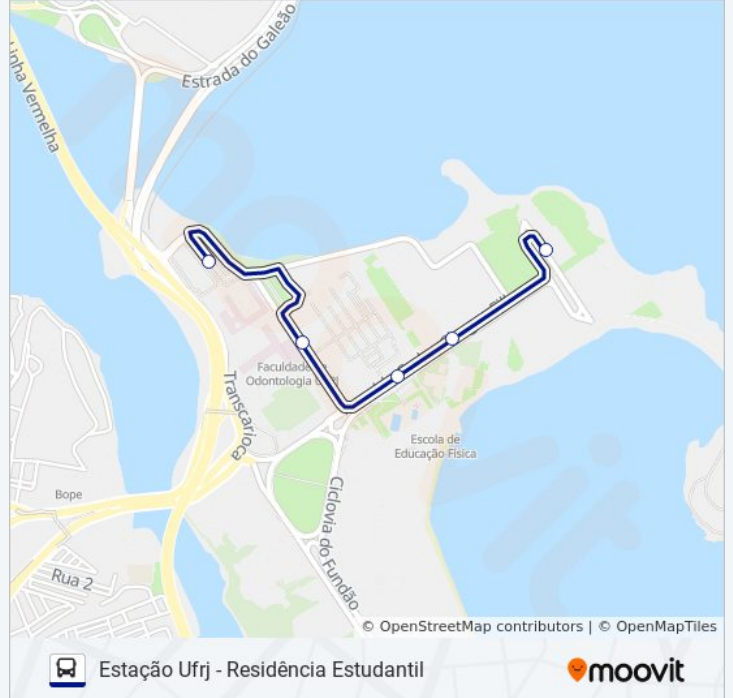 Estrada do Galeão
Linha Vermelha
Faculdade
Odontologia
Transcarioca
Escola de
Educação Física
Bope
Ciclovia do Fundão
Rua 2
© OpenStreetMap contributors | © OpenMapTiles
Estação Ufrj - Residência Estudantil
moovit